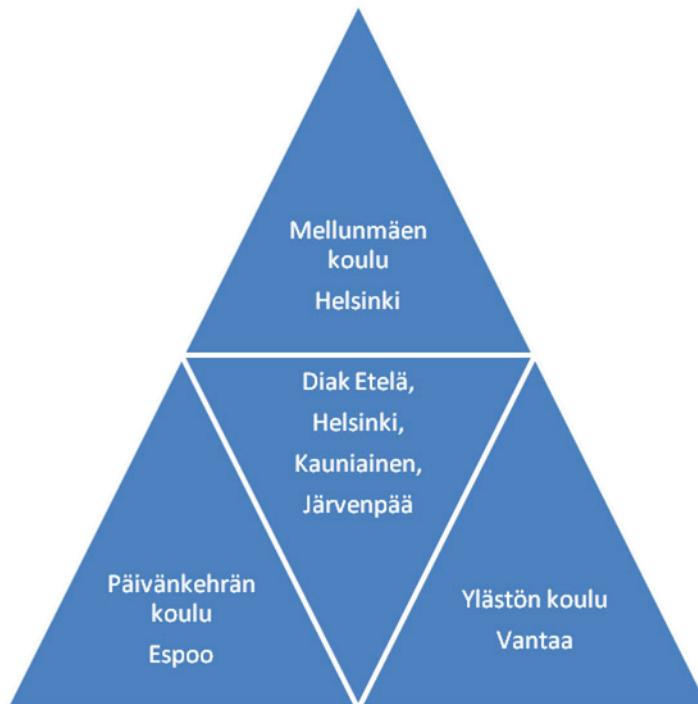 Mellunmäen
koulu
Helsinki
Diak Etelä,
Helsinki,
Kauniainen,
Järvenpää
Päivänkehrän
koulu
Espoo
Ylästön koulu
Vantaa